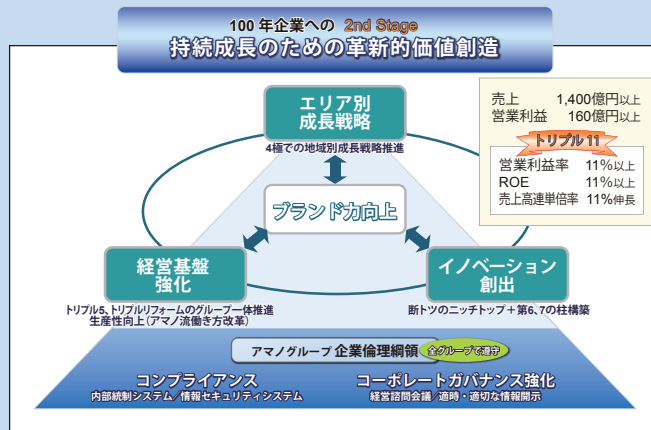 100年企業への 2nd Stage
持続成長のための革新的価値創造
エリア別
成長戦略
4極での地域別成長戦略推進
売上 1,400億円以上
営業利益 160億円以上
トリプル11
営業利益率 11%以上
ROE 11%以上
売上高連単倍率 11%伸長
ブランド力向上
経営基盤
強化
トリプル5、トリプルリフォームのグループ一体推進
生産性向上(アマノ流働き方改革)
イノベーション
創出
断トツのニッチトップ+第6、7の柱構築
アマノグループ 企業倫理綱領 全グループで遵守
コンプライアンス
内部統制システム/情報セキュリティシステム
コーポレートガバナンス強化
経営諮問会議/適時・適切な情報開示